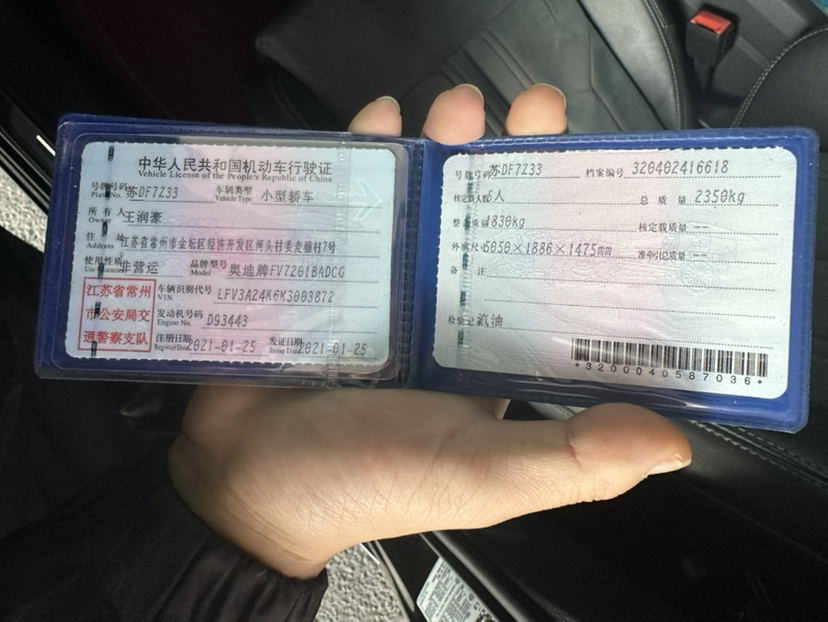 中华人民共和国机动车行驶证
Vehicle License of the People's Republic of China
号牌号码 苏DF7Z33 车辆类型 小型轿车
Plate No. Vehicle Type
所有人 王润豪
Owner
住址 江苏省常州市金坛区经济开发区河头村委麦棚村7号
Address
使用性质 非营运 品牌型号 奥迪牌FV7201BADCG
Use Character Model
江苏省常州
市公安局交
通警察支队
车辆识别代号 LFV3A24K6M3003872
VIN
发动机号码 D93443
Engine No.
注册日期 2021-01-25 发证日期 2021-01-25
Register Date Issue Date
号牌号码 苏DF7Z33 档案编号 320402416618
核定载人数 5人 总质量 2350kg
整备质量 1830kg 核定载质量 --
外廓尺寸 5050×1886×1475mm 准牵引总质量 --
备注
检验记录 汽油
*3200040587036*